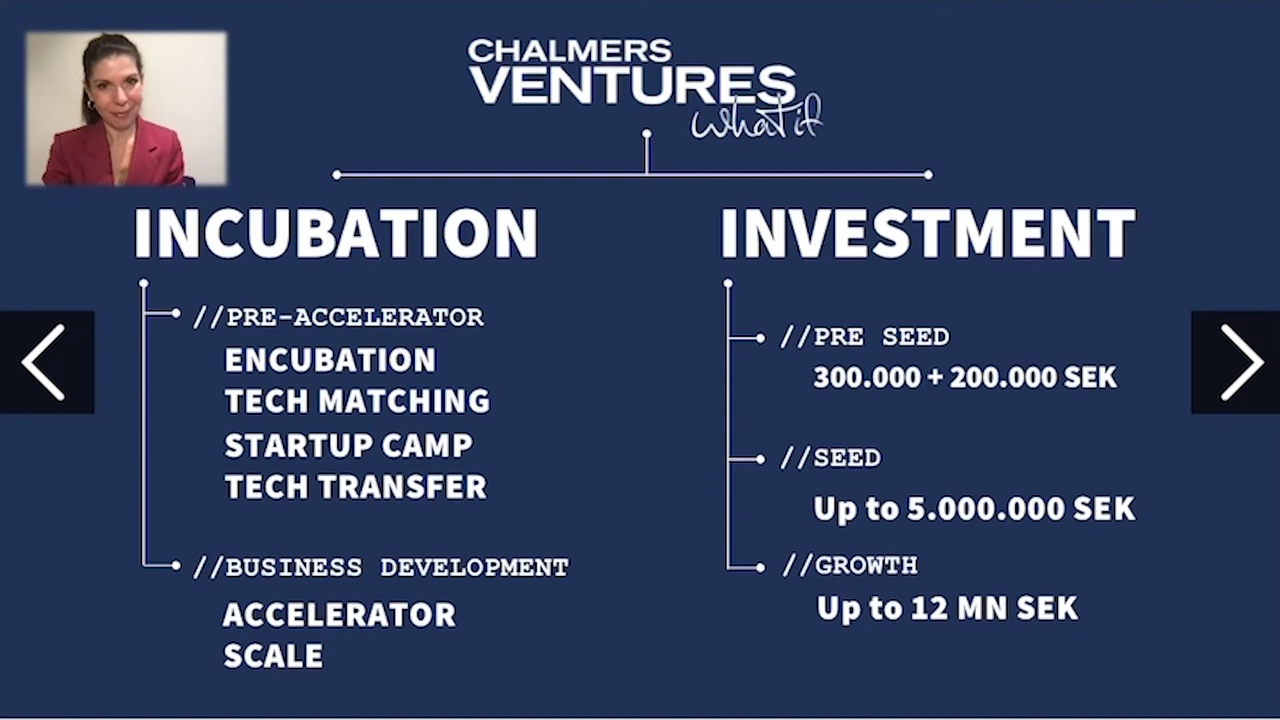 CHALMERS
VENTURES
what if
INCUBATION
//PRE-ACCELERATOR
ENCUBATION
TECH MATCHING
STARTUP CAMP
TECH TRANSFER
//BUSINESS DEVELOPMENT
ACCELERATOR
SCALE
INVESTMENT
//PRE SEED
300.000 + 200.000 SEK
//SEED
Up to 5.000.000 SEK
//GROWTH
Up to 12 MN SEK